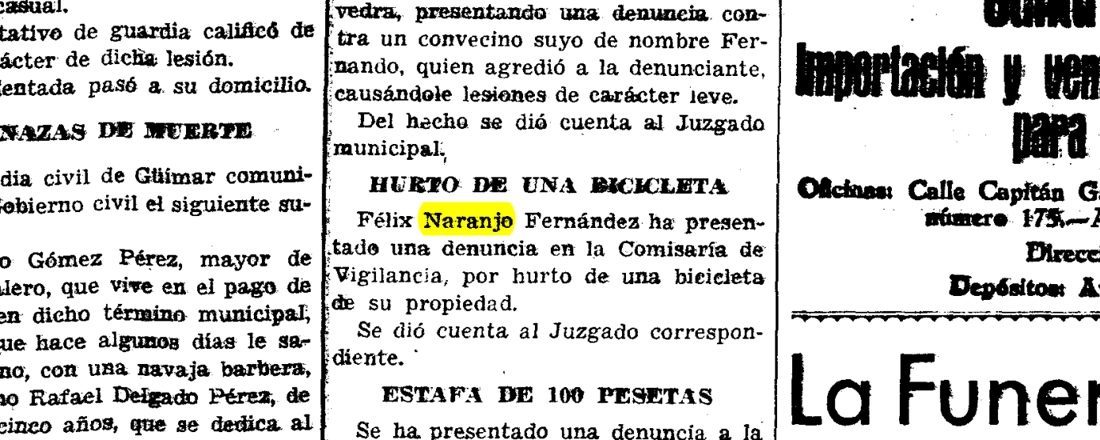 casual.
tativo de guardia calificó de
ácter de dicha lesión.
entada pasó a su domicilio.
NAZAS DE MUERTE
dia civil de Güímar comuni-
obierno civil el siguiente su-
o Gómez Pérez, mayor de
lero, que vive en el pago de
en dicho término municipal,
ue hace algunos días le sa-
no, con una navaja barbera,
no Rafael Delgado Pérez, de
cinco años, que se dedica al
vedra, presentando una denuncia con-
tra un convecino suyo de nombre Fer-
nando, quien agredió a la denunciante,
causándole lesiones de carácter leve.
Del hecho se dió cuenta al Juzgado
municipal.
HURTO DE UNA BICICLETA
Félix Naranjo Fernández ha presen-
tado una denuncia en la Comisaría de
Vigilancia, por hurto de una bicicleta
de su propiedad.
Se dió cuenta al Juzgado correspon-
diente.
ESTAFA DE 100 PESETAS
Se ha presentado una denuncia a la
Importación y ven
para
Oficinas: Calle Capitán G
número 175.—A
Direcci
Depósitos: A
La Funer